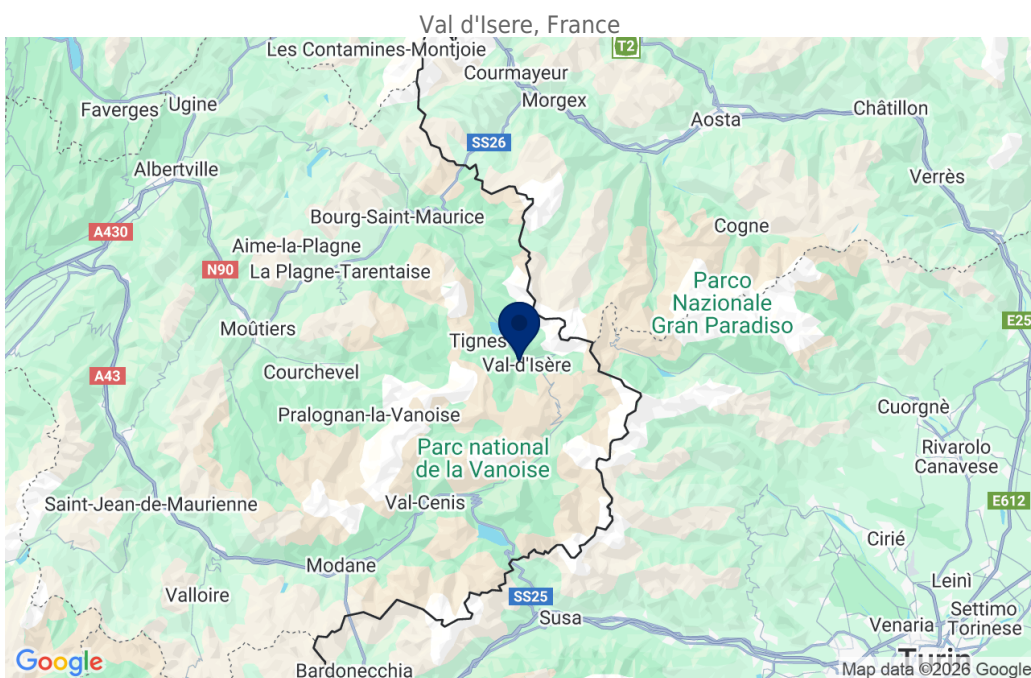 Val d'Isere, France
Les Contamines-Montjoie
T2
Courmayeur
Morgex
Faverges
Ugine
Châtillon
Aosta
SS26
Albertville
Verrès
Bourg-Saint-Maurice
Cogne
A430
Aime-la-Plagne
N90
La Plagne-Tarentaise
Parco
Nazionale
Gran Paradiso
E25
Moûtiers
Tignes
Val-d'Isère
Courchevel
A43
Pralognan-la-Vanoise
Cuorgnè
Parc national
de la Vanoise
Rivarolo
Canavese
Saint-Jean-de-Maurienne
Val-Cenis
E612
Cirié
Modane
Leinì
Valloire
SS25
Settimo
Torinese
Susa
Venaria
Turin
Google
Bardonecchia
Map data ©2026 Google